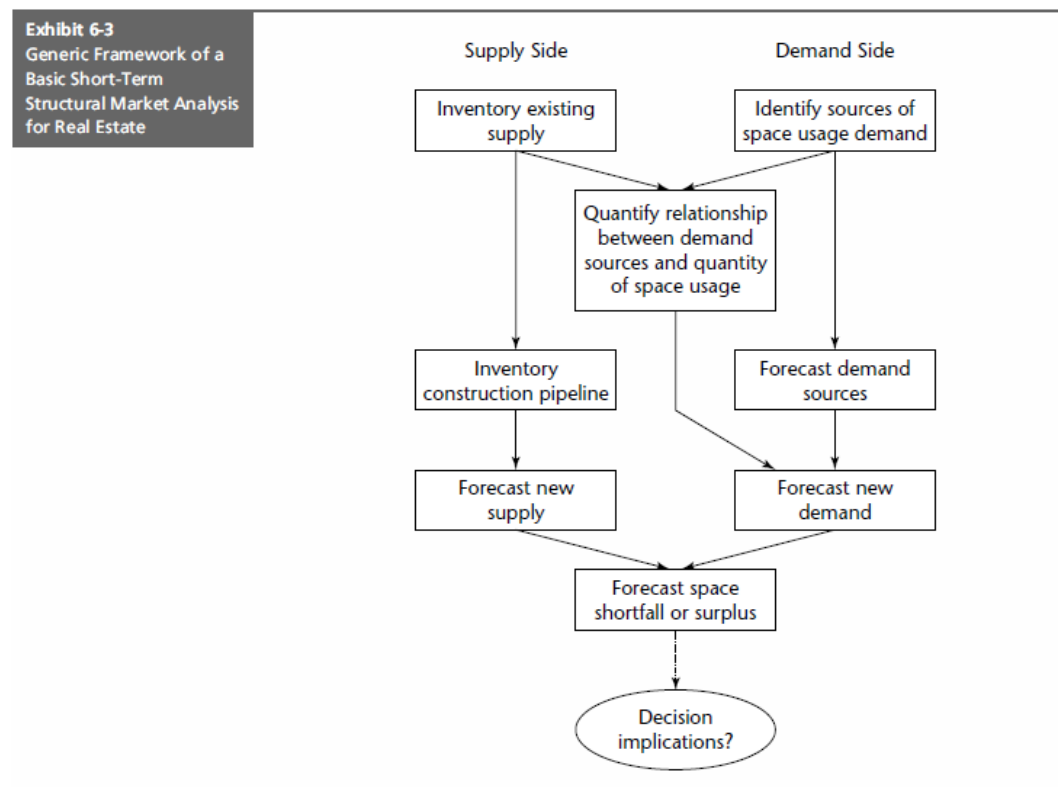 Exhibit 6-3
Generic Framework of a
Basic Short-Term
Structural Market Analysis
for Real Estate
Supply Side
Demand Side
Inventory existing
supply
Identify sources of
space usage demand
Quantify relationship
between demand
sources and quantity
of space usage
Inventory
construction pipeline
Forecast demand
sources
Forecast new
supply
Forecast new
demand
Forecast space
shortfall or surplus
Decision
implications?